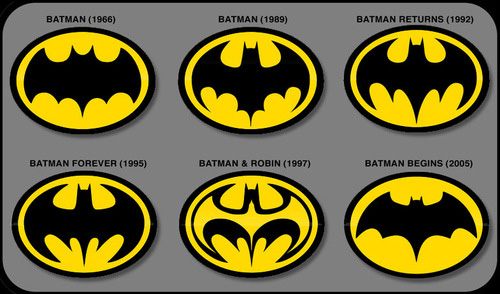 BATMAN (1966)
BATMAN (1989)
BATMAN RETURNS (1992)
BATMAN FOREVER (1995)
BATMAN & ROBIN (1997)
BATMAN BEGINS (2005)